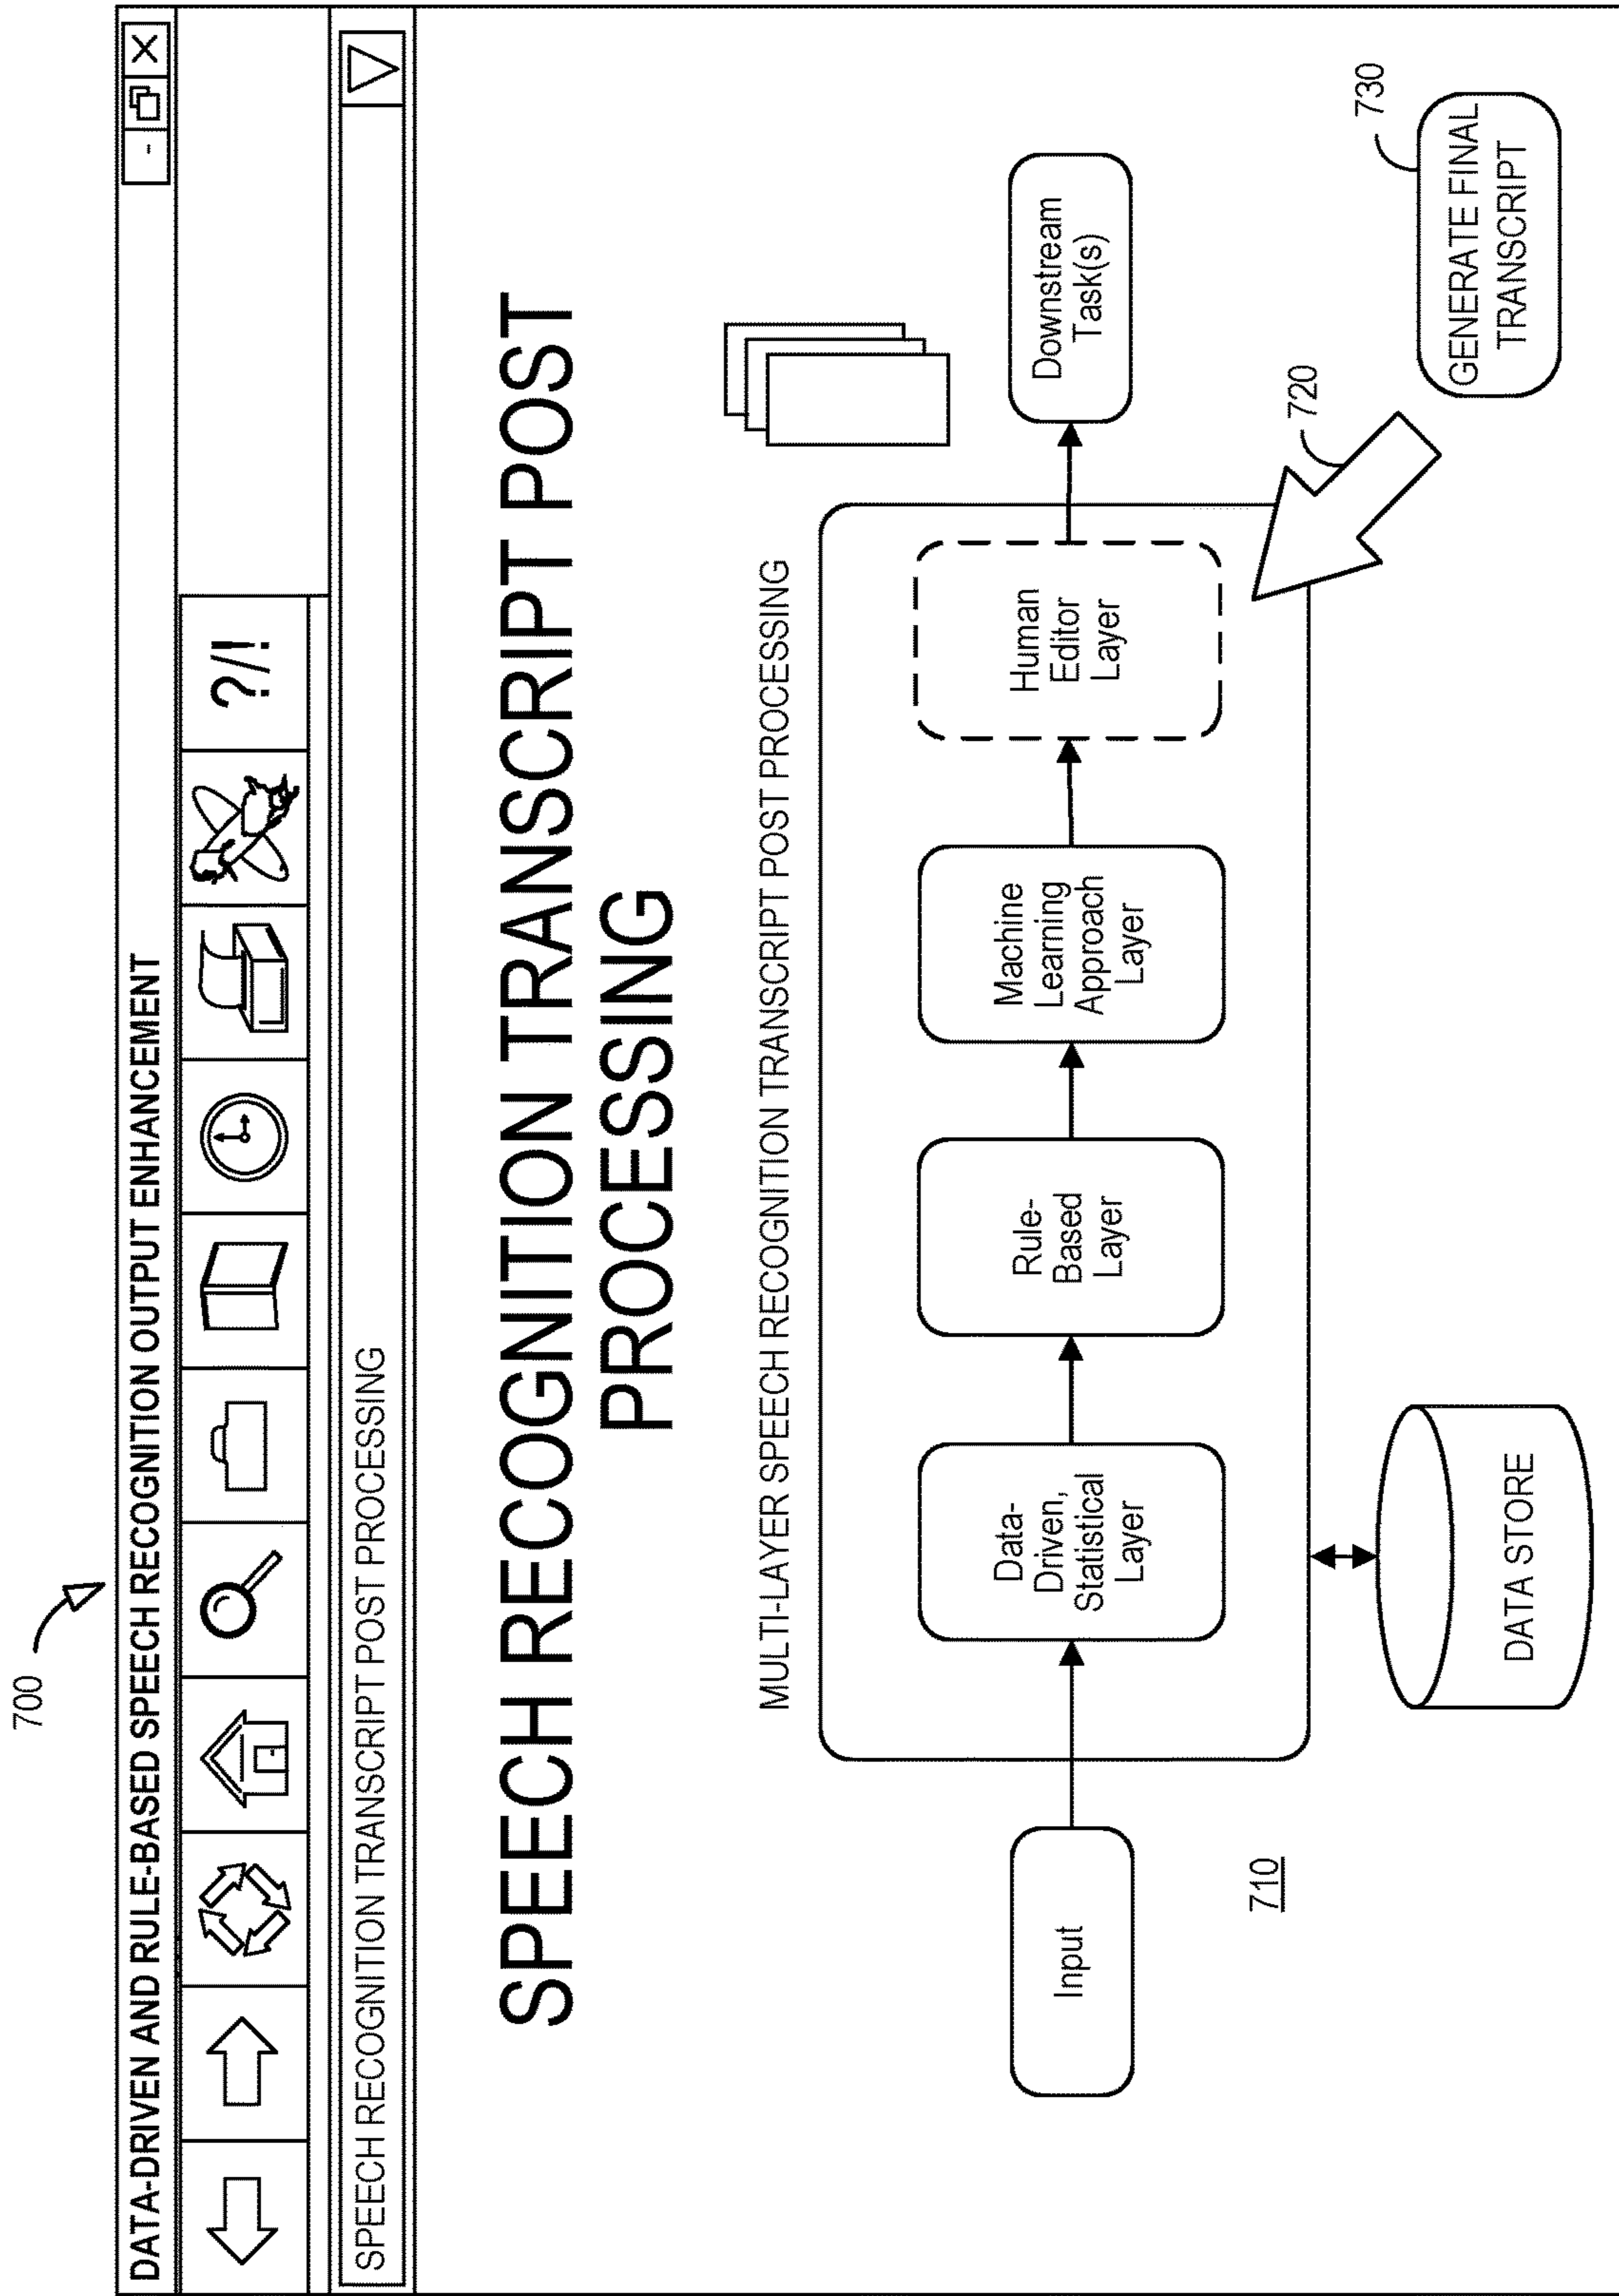 700
DATA-DRIVEN AND RULE-BASED SPEECH RECOGNITION OUTPUT ENHANCEMENT
- X
?/!
SPEECH RECOGNITION TRANSCRIPT POST PROCESSING
SPEECH RECOGNITION TRANSCRIPT POST
PROCESSING
MULTI-LAYER SPEECH RECOGNITION TRANSCRIPT POST PROCESSING
Input
Data-
Driven,
Statistical
Layer
Rule-
Based
Layer
Machine
Learning
Approach
Layer
Human
Editor
Layer
Downstream
Task(s)
710
DATA STORE
720
730
GENERATE FINAL
TRANSCRIPT